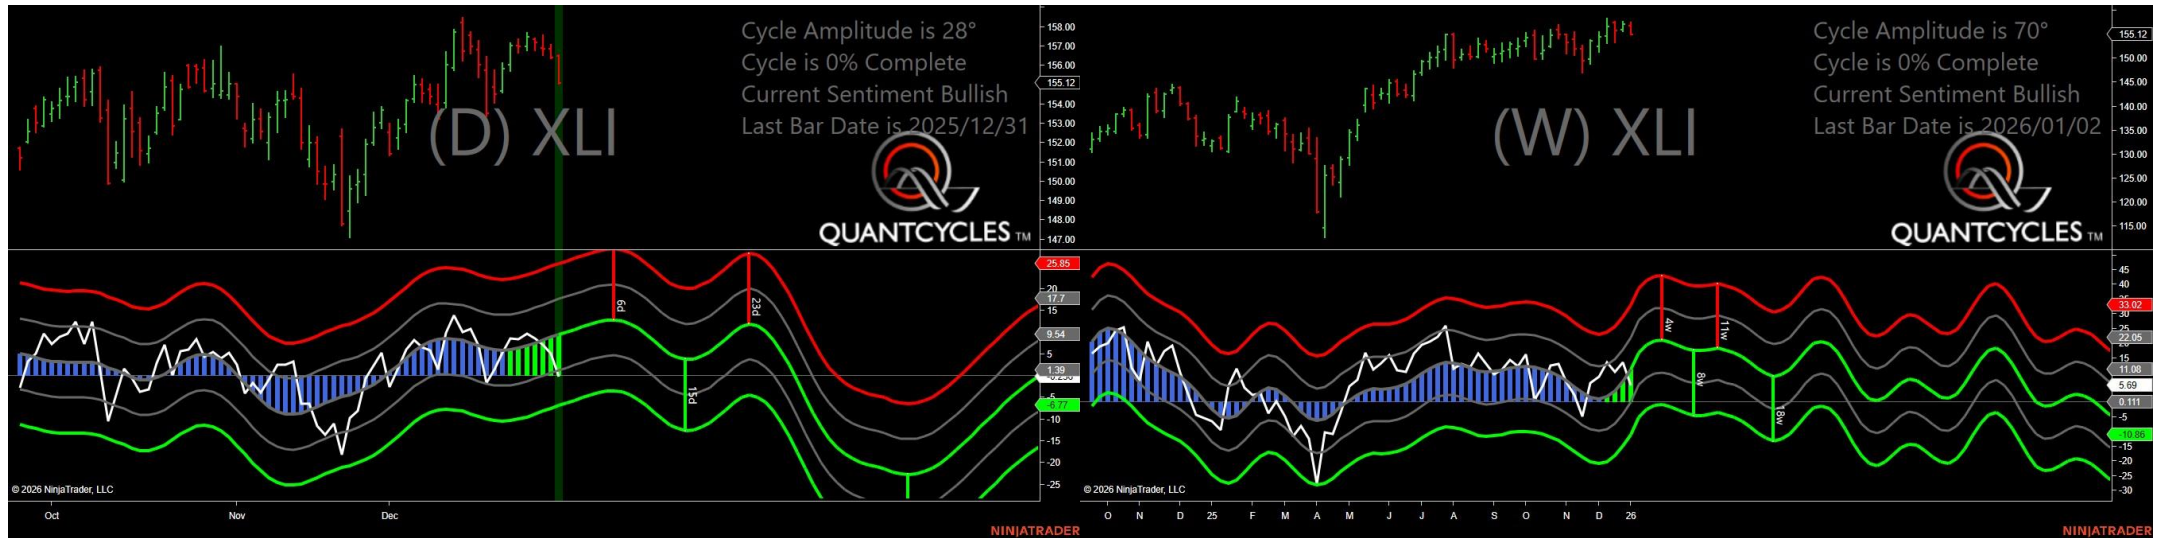 Cycle Amplitude is 28°
Cycle is 0% Complete
Current Sentiment Bullish
Last Bar Date is 2025/12/31
(D) XLI
QUANTCYCLES TM
158.00
157.00
156.00
155.12
154.00
153.00
152.00
151.00
150.00
149.00
148.00
147.00
25.85
20
17.7
15
9.54
5
1.39
-6.77
-10
-15
-20
-25
6d
23d
15d
© 2026 NinjaTrader, LLC
Oct
Nov
Dec
NINJATRADER
Cycle Amplitude is 70°
Cycle is 0% Complete
Current Sentiment Bullish
Last Bar Date is 2026/01/02
(W) XLI
QUANTCYCLES TM
155.12
150.00
145.00
140.00
135.00
130.00
125.00
120.00
115.00
45
40
33.02
30
25
22.05
15
11.08
5.69
0.111
-5
-10.86
-15
-20
-25
-30
4w
11w
8w
18w
© 2026 NinjaTrader, LLC
O
N
D
25
F
M
A
M
J
J
A
S
O
N
D
26
NINJATRADER